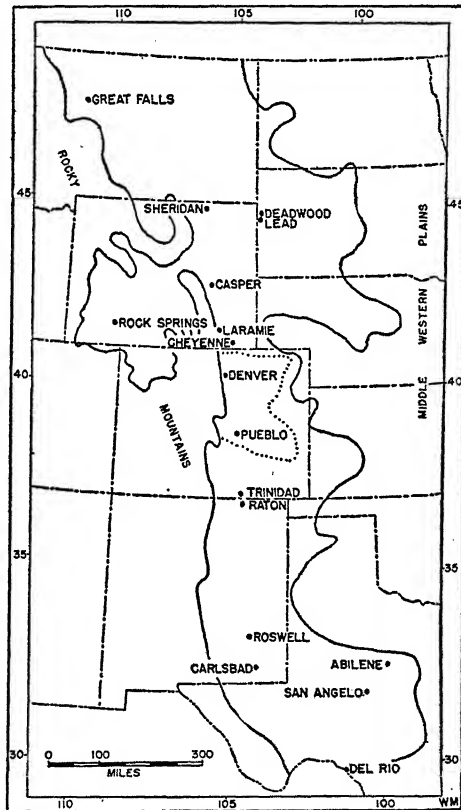 110 105 100
GREAT FALLS
ROCKY
45 SHERIDAN DEADWOOD 45
LEAD
PLAINS
CASPER
ROCK SPRINGS LARAMIE
CHEYENNE
WESTERN
40 DENVER 40
MIDDLE
MOUNTAINS
PUEBLO
TRINIDAD
RATON
35 35
ROSWELL
CARLSBAD ABILENE
SAN ANGELO
30 0 100 300 30
MILES
DEL RIO
110 105 100 WM